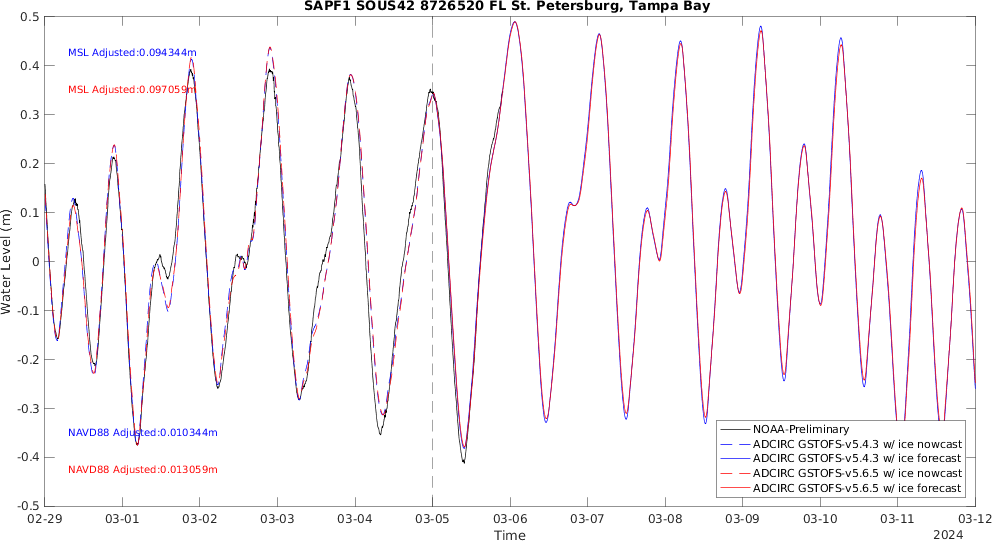 SAPF1 SOUS42 8726520 FL St. Petersburg, Tampa Bay
0.5
0.4
0.3
0.2
0.1
0
-0.1
-0.2
-0.3
-0.4
-0.5
Water Level (m)
MSL Adjusted:0.094344m
MSL Adjusted:0.097059m
NAVD88 Adjusted:0.010344m
NAVD88 Adjusted:0.013059m
NOAA-Preliminary
ADCIRC GSTOFS-v5.4.3 w/ ice nowcast
ADCIRC GSTOFS-v5.4.3 w/ ice forecast
ADCIRC GSTOFS-v5.6.5 w/ ice nowcast
ADCIRC GSTOFS-v5.6.5 w/ ice forecast
02-29 03-01 03-02 03-03 03-04 03-05 03-06 03-07 03-08 03-09 03-10 03-11 03-12
Time
2024